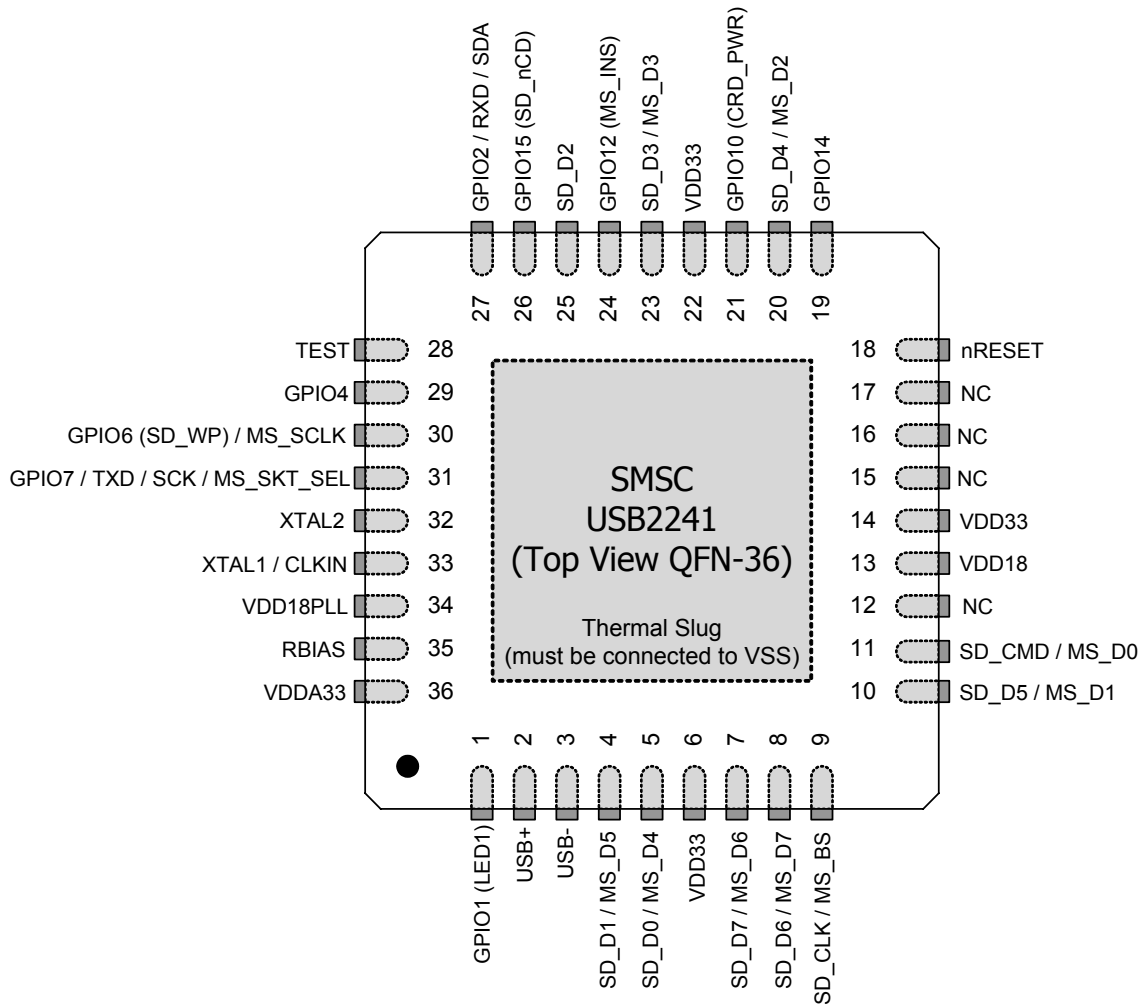 GPIO2 / RXD / SDA
GPIO15 (SD_nCD)
SD_D2
GPIO12 (MS_INS)
SD_D3 / MS_D3
VDD33
GPIO10 (CRD_PWR)
SD_D4 / MS_D2
GPIO14
27
26
25
24
23
22
21
20
19
TEST 28
GPIO4 29
GPIO6 (SD_WP) / MS_SCLK 30
GPIO7 / TXD / SCK / MS_SKT_SEL 31
XTAL2 32
XTAL1 / CLKIN 33
VDD18PLL 34
RBIAS 35
VDDA33 36
SMSC
USB2241
(Top View QFN-36)
Thermal Slug
(must be connected to VSS)
18 nRESET
17 NC
16 NC
15 NC
14 VDD33
13 VDD18
12 NC
11 SD_CMD / MS_D0
10 SD_D5 / MS_D1
1
2
3
4
5
6
7
8
9
GPIO1 (LED1)
USB+
USB-
SD_D1 / MS_D5
SD_D0 / MS_D4
VDD33
SD_D7 / MS_D6
SD_D6 / MS_D7
SD_CLK / MS_BS